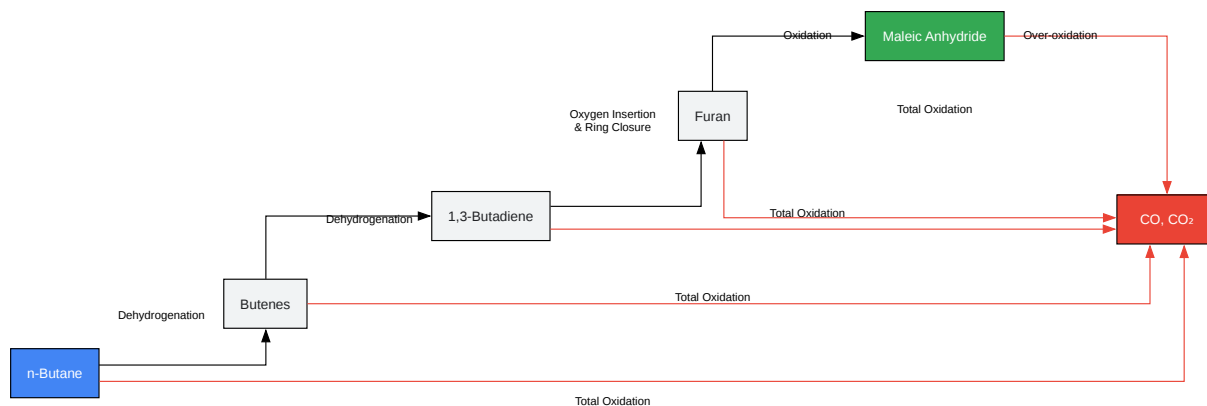 Oxidation
Maleic Anhydride
Over-oxidation
Oxygen Insertion
& Ring Closure
Furan
Total Oxidation
Dehydrogenation
1,3-Butadiene
Total Oxidation
CO, CO₂
Butenes
Total Oxidation
Dehydrogenation
n-Butane
Total Oxidation